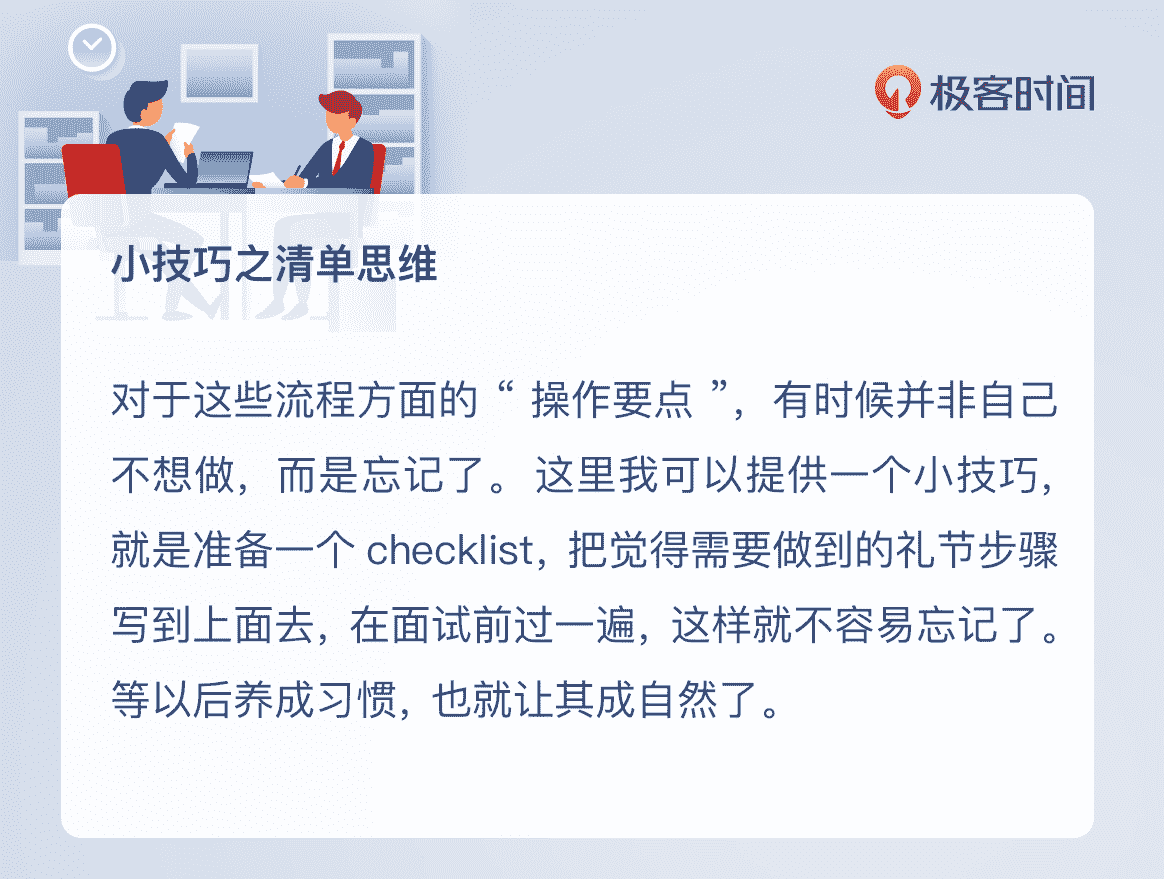 极客时间
小技巧之清单思维
对于这些流程方面的“操作要点”，有时候并非自己
不想做，而是忘记了。这里我可以提供一个小技巧，
就是准备一个 checklist，把觉得需要做到的礼节步骤
写到上面去，在面试前过一遍，这样就不容易忘记了。
等以后养成习惯，也就让其成自然了。